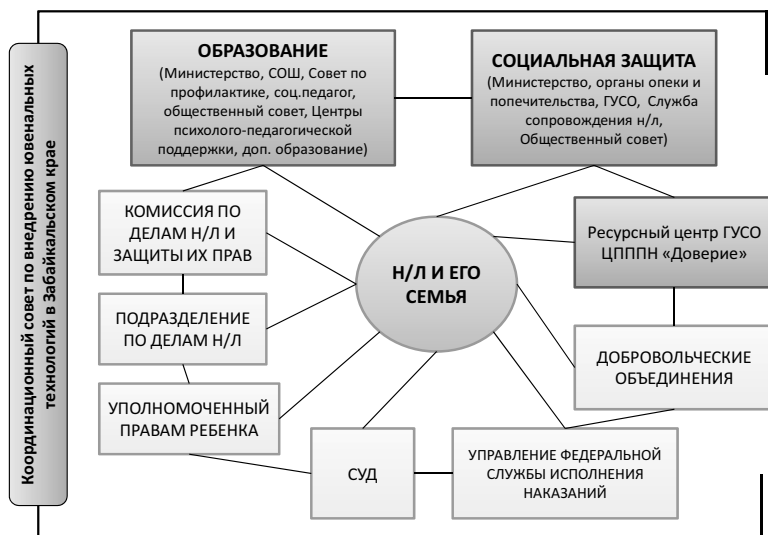 Координационный совет по внедрению ювенальных
технологий в Забайкальском крае
ОБРАЗОВАНИЕ
(Министерство, СОШ, Совет по
профилактике, соц.педагог,
общественный совет, Центры
психолого-педагогической
поддержки, доп. образование)
СОЦИАЛЬНАЯ ЗАЩИТА
(Министерство, органы опеки и
попечительства, ГУСО, Служба
сопровождения н/л,
Общественный совет)
КОМИССИЯ ПО
ДЕЛАМ Н/Л И
ЗАЩИТЫ ИХ ПРАВ
Н/Л И ЕГО
СЕМЬЯ
Ресурсный центр ГУСО
ЦПППН «Доверие»
ПОДРАЗДЕЛЕНИЕ
ПО ДЕЛАМ Н/Л
ДОБРОВОЛЬЧЕСКИЕ
ОБЪЕДИНЕНИЯ
УПОЛНОМОЧЕННЫЙ
ПРАВАМ РЕБЕНКА
СУД
УПРАВЛЕНИЕ ФЕДЕРАЛЬНОЙ
СЛУЖБЫ ИСПОЛНЕНИЯ
НАКАЗАНИЙ